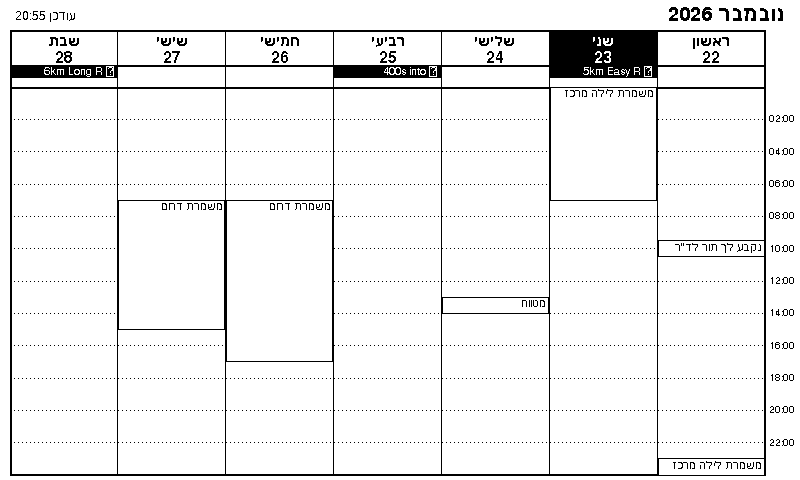 נובמבר 2026
עודכן 20:55
ראשון
22
שני
23
שלישי
24
רביעי
25
חמישי
26
שישי
27
שבת
28
5km Easy R
400s into
6km Long R
משמרת לילה מרכז
02:00
04:00
06:00
משמרת דחם
משמרת דחם
08:00
נקבע לך תור לד"ר
10:00
12:00
מטווח
14:00
16:00
18:00
20:00
22:00
משמרת לילה מרכז